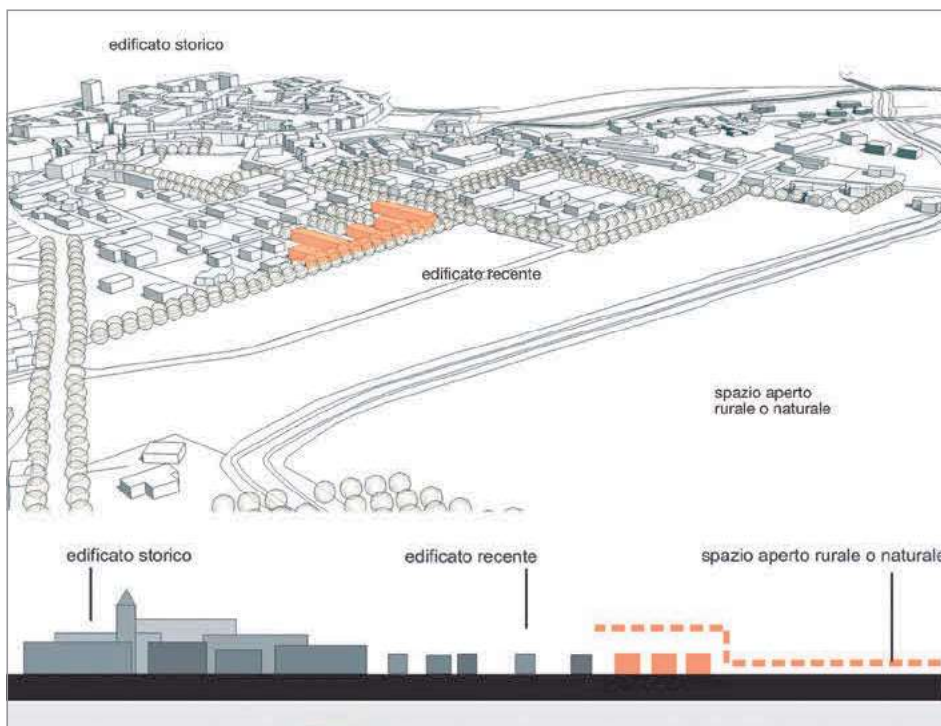 edificato storico
edificato recente
spazio aperto
rurale o naturale
edificato storico
edificato recente
spazio aperto rurale o naturale